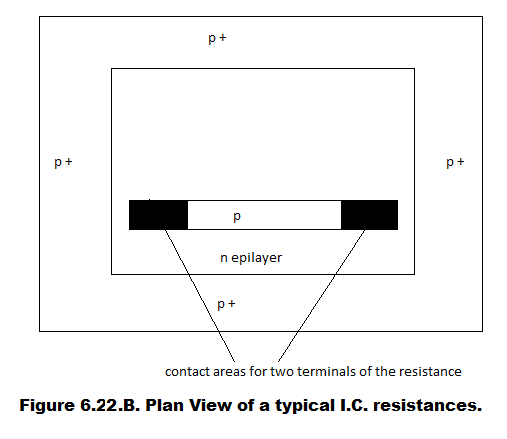 p +
p +
p +
p
n epilayer
p +
contact areas for two terminals of the resistance
Figure 6.22.B. Plan View of a typical I.C. resistances.